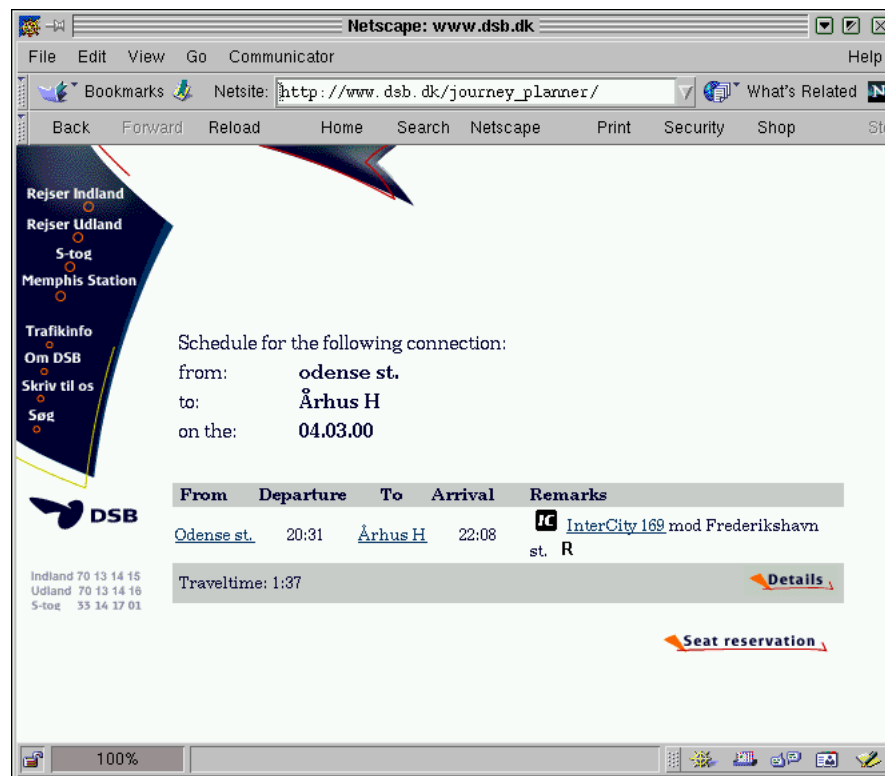 Netscape: www.dsb.dk
File Edit View Go Communicator Help
Bookmarks Netsite: http://www.dsb.dk/journey_planner/ What's Related N
Back Forward Reload Home Search Netscape Print Security Shop
Rejser Indland
Rejser Udland
S-tog
Memphis Station
Trafikinfo
Om DSB
Skriv til os
Søg
DSB
Indland 70 13 14 15
Udland 70 13 14 16
S-tog 33 14 17 01
Schedule for the following connection:
from: odense st.
to: Århus H
on the: 04.03.00
From Departure To Arrival Remarks
Odense st. 20:31 Århus H 22:08 IC InterCity 169 mod Frederikshavn
st. R
Traveltime: 1:37 Details
Seat reservation
100%